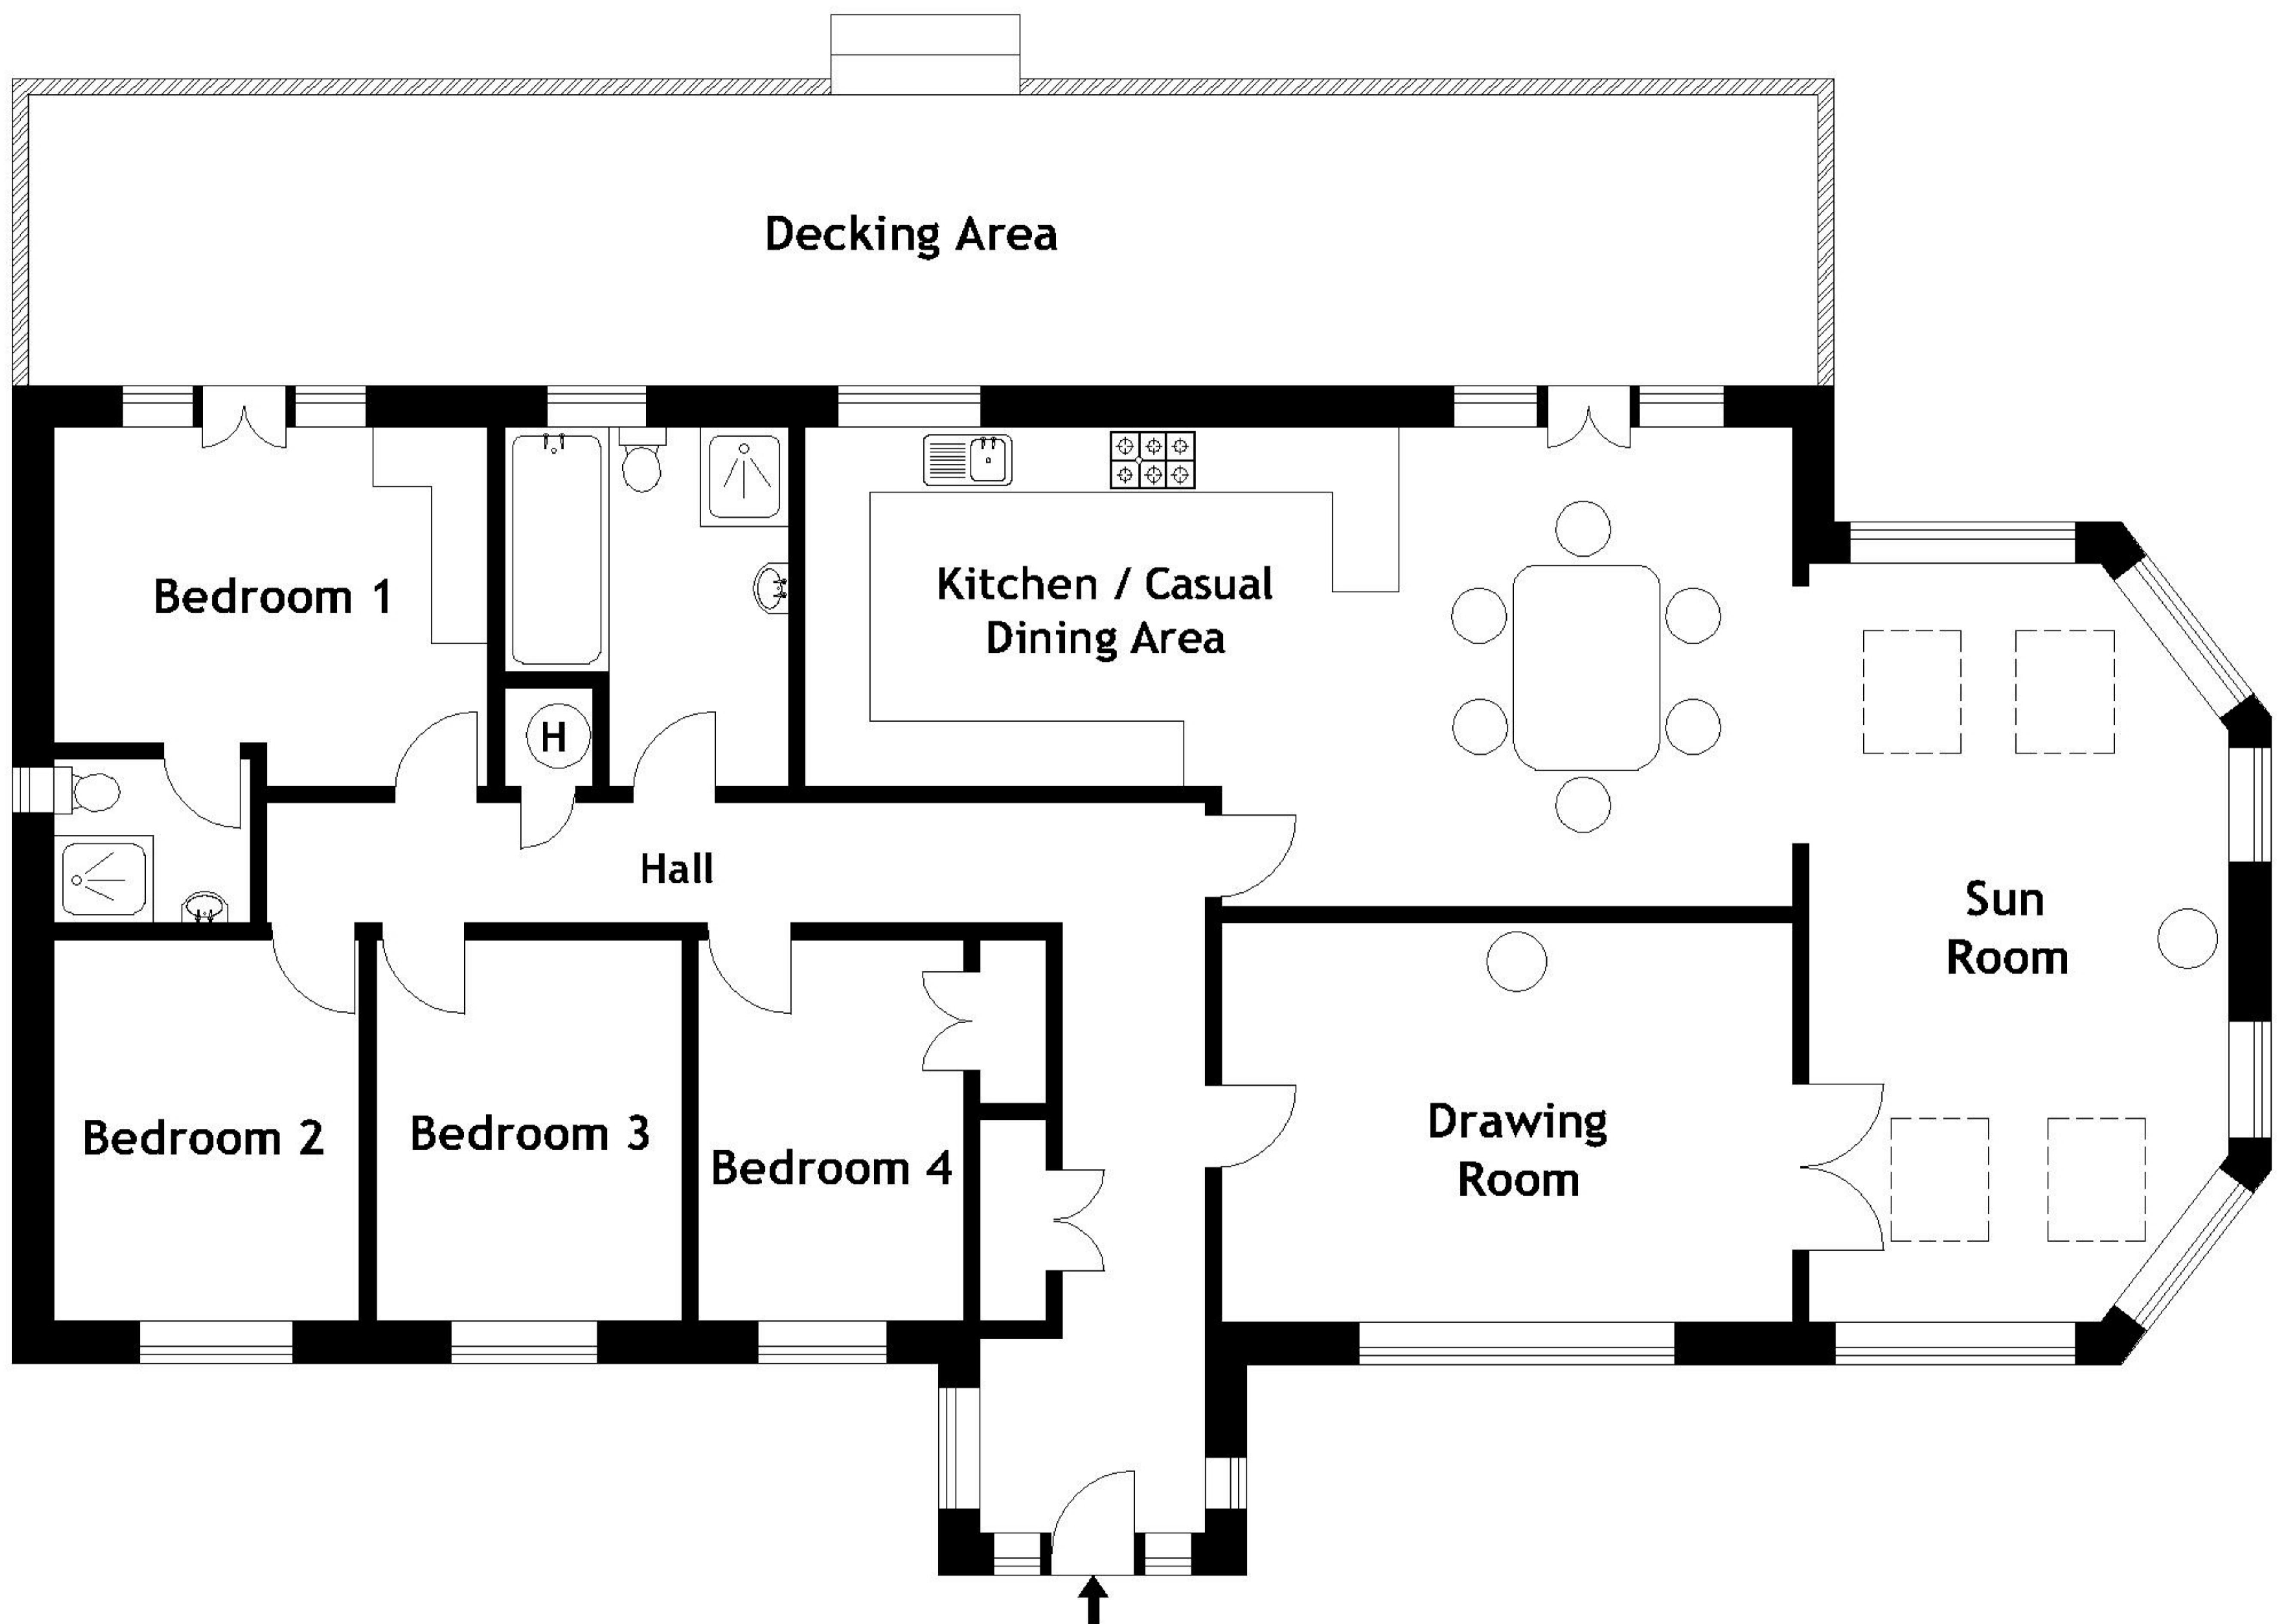 Decking Area
Bedroom 1
Kitchen / Casual
Dining Area
H
Hall
Sun
Room
Bedroom 2
Bedroom 3
Bedroom 4
Drawing
Room